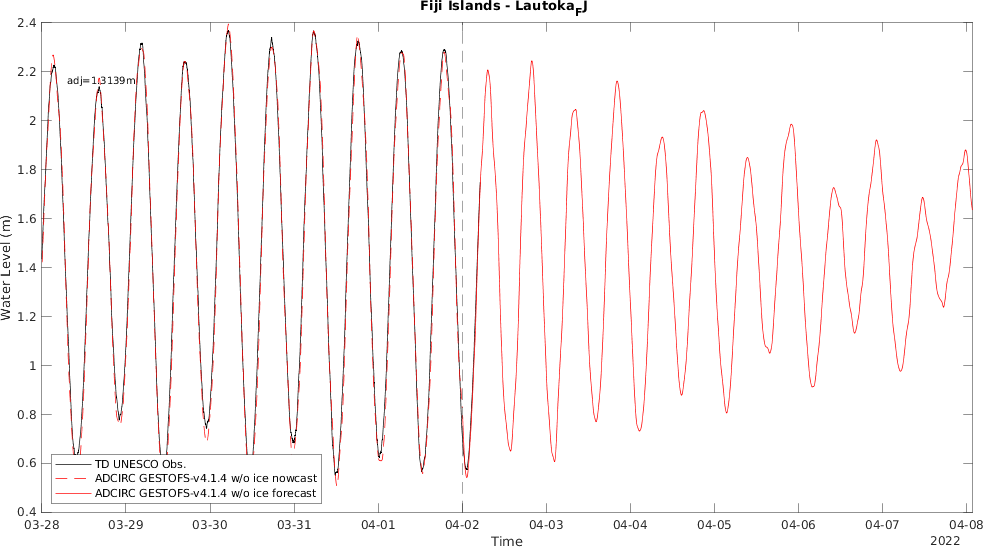 Fiji Islands - Lautoka_FJ
adj=1.3139m
Water Level (m)
2.4
2.2
2
1.8
1.6
1.4
1.2
1
0.8
0.6
0.4
TD UNESCO Obs.
ADCIRC GESTOFS-v4.1.4 w/o ice nowcast
ADCIRC GESTOFS-v4.1.4 w/o ice forecast
03-28 03-29 03-30 03-31 04-01 04-02 04-03 04-04 04-05 04-06 04-07 04-08
Time
2022